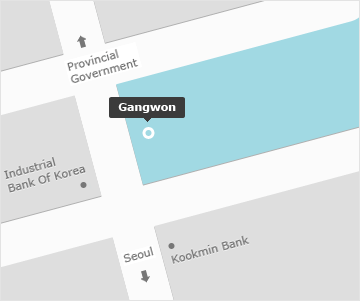 Provincial
Government
Gangwon
Industrial
Bank Of Korea
Seoul
Kookmin Bank